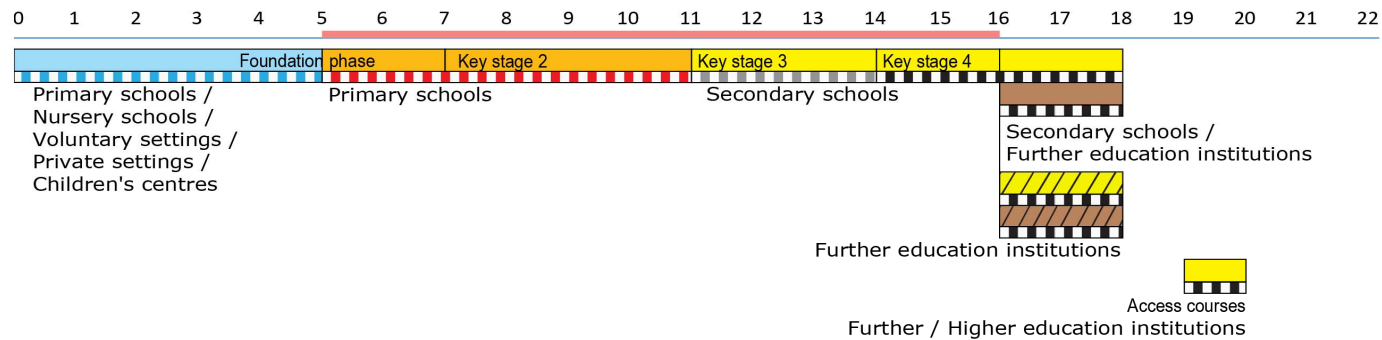 0 1 2 3 4 5 6 7 8 9 10 11 12 13 14 15 16 17 18 19 20 21 22
Foundation phase Key stage 2 Key stage 3 Key stage 4
Primary schools /
Nursery schools /
Voluntary settings /
Private settings /
Children's centres
Primary schools
Secondary schools
Secondary schools /
Further education institutions
Further education institutions
Access courses
Further / Higher education institutions